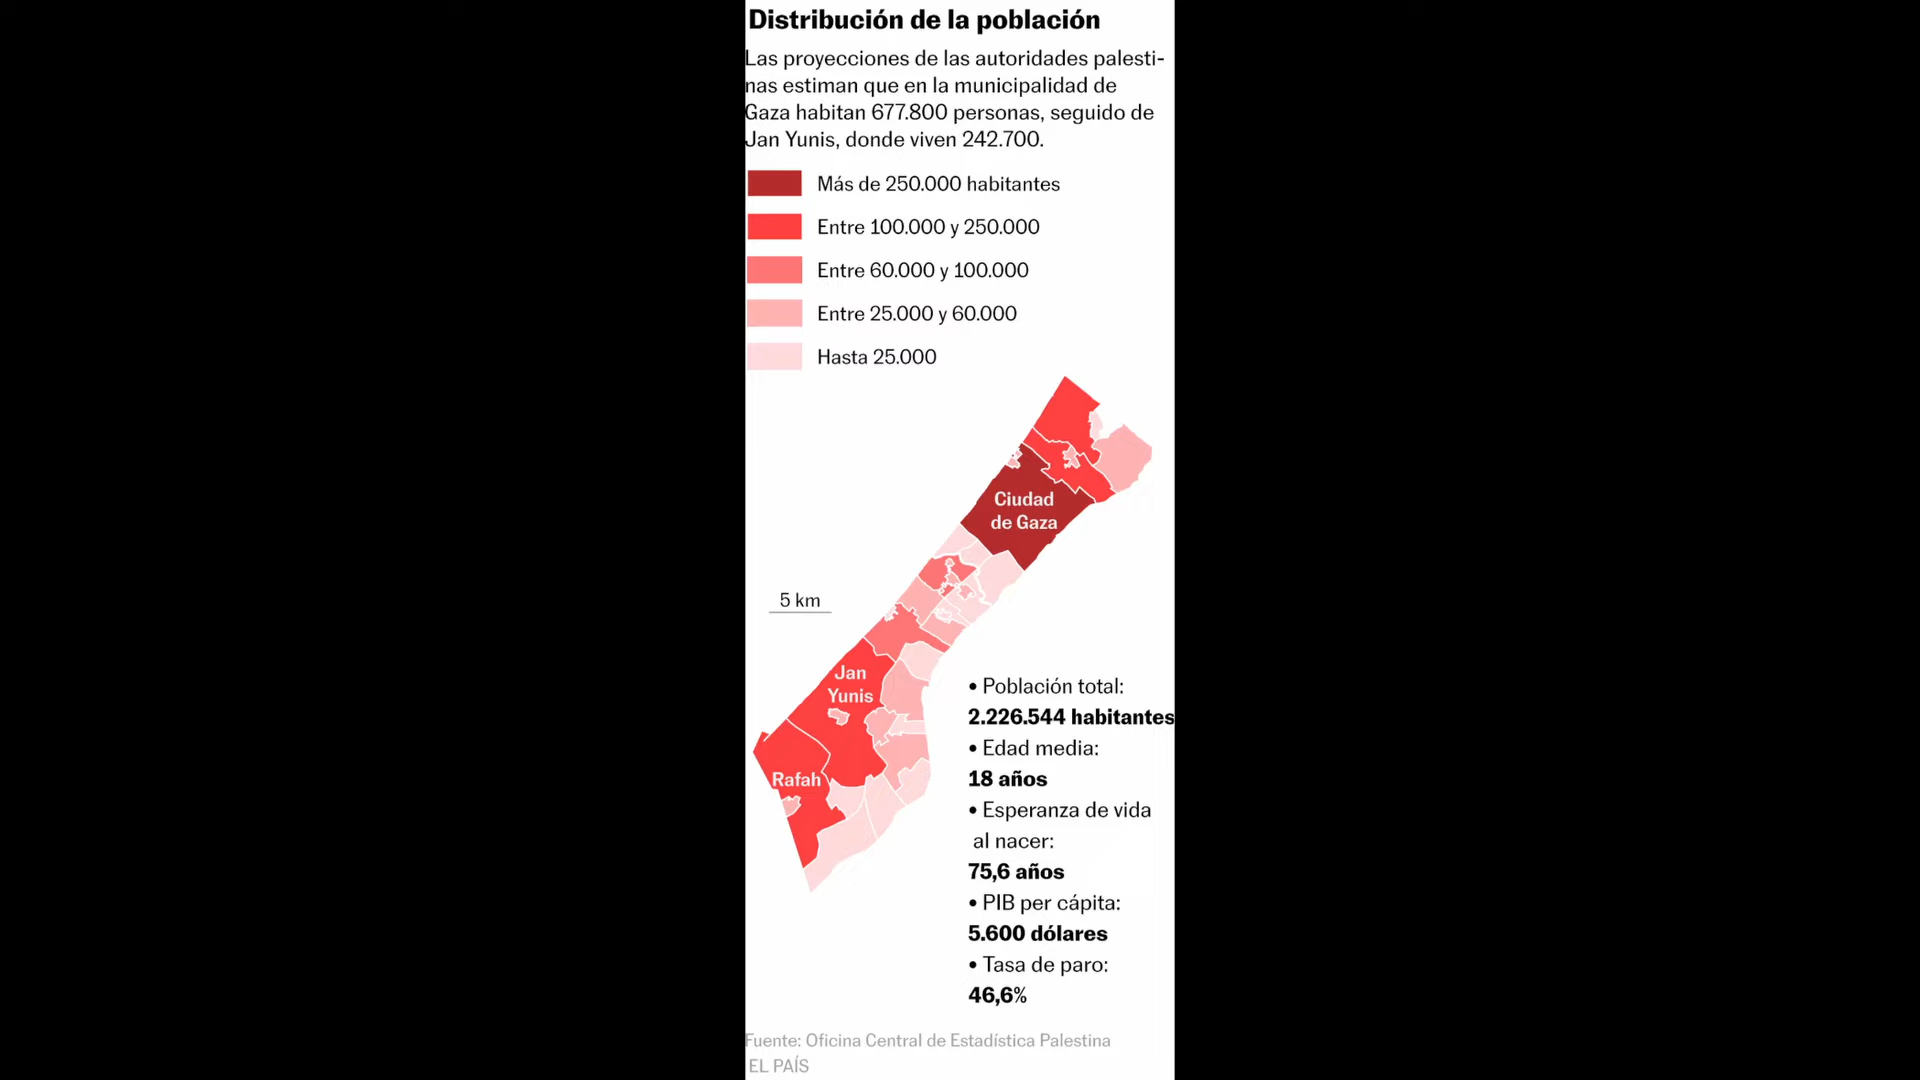 Distribución de la población
Las proyecciones de las autoridades palesti-
nas estiman que en la municipalidad de
Gaza habitan 677.800 personas, seguido de
Jan Yunis, donde viven 242.700.
Más de 250.000 habitantes
Entre 100.000 y 250.000
Entre 60.000 y 100.000
Entre 25.000 y 60.000
Hasta 25.000
Ciudad
de Gaza
5 km
Jan
Yunis
Rafah
• Población total:
2.226.544 habitantes
• Edad media:
18 años
• Esperanza de vida
al nacer:
75,6 años
• PIB per cápita:
5.600 dólares
• Tasa de paro:
46,6%
Fuente: Oficina Central de Estadística Palestina
EL PAÍS